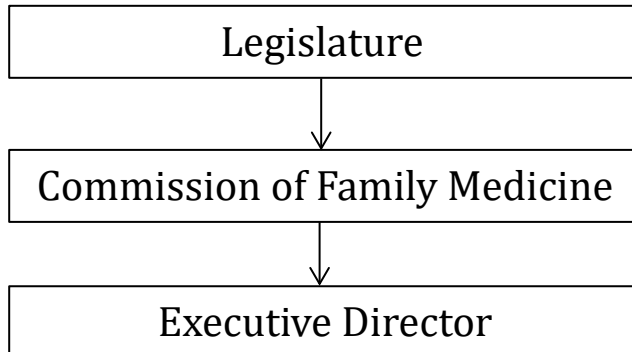 Legislature
Commission of Family Medicine
Executive Director